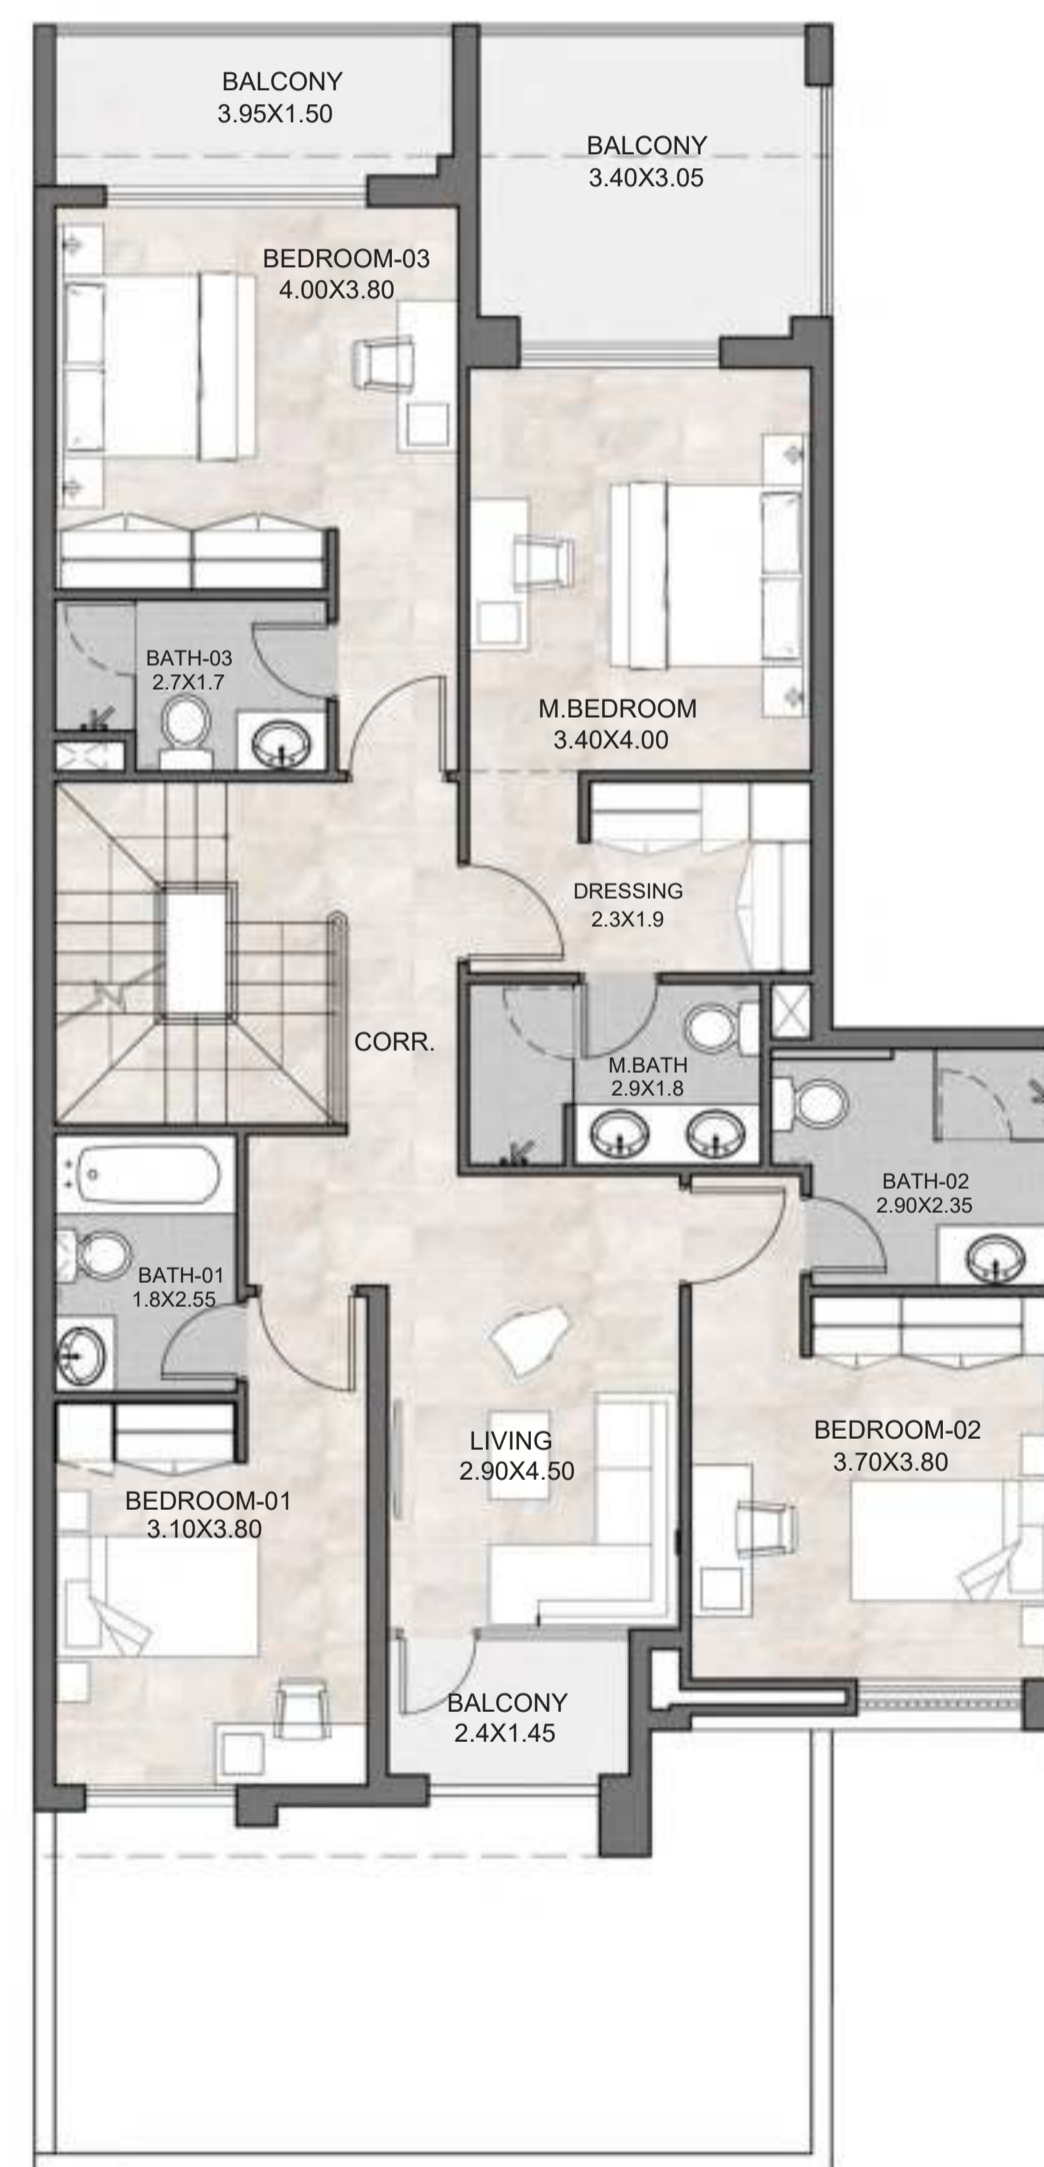 BALCONY
3.95X1.50
BALCONY
3.40X3.05
BEDROOM-03
4.00X3.80
BATH-03
2.7X1.7
M.BEDROOM
3.40X4.00
DRESSING
2.3X1.9
CORR.
M.BATH
2.9X1.8
BATH-02
2.90X2.35
BATH-01
1.8X2.55
LIVING
2.90X4.50
BEDROOM-02
3.70X3.80
BEDROOM-01
3.10X3.80
BALCONY
2.4X1.45